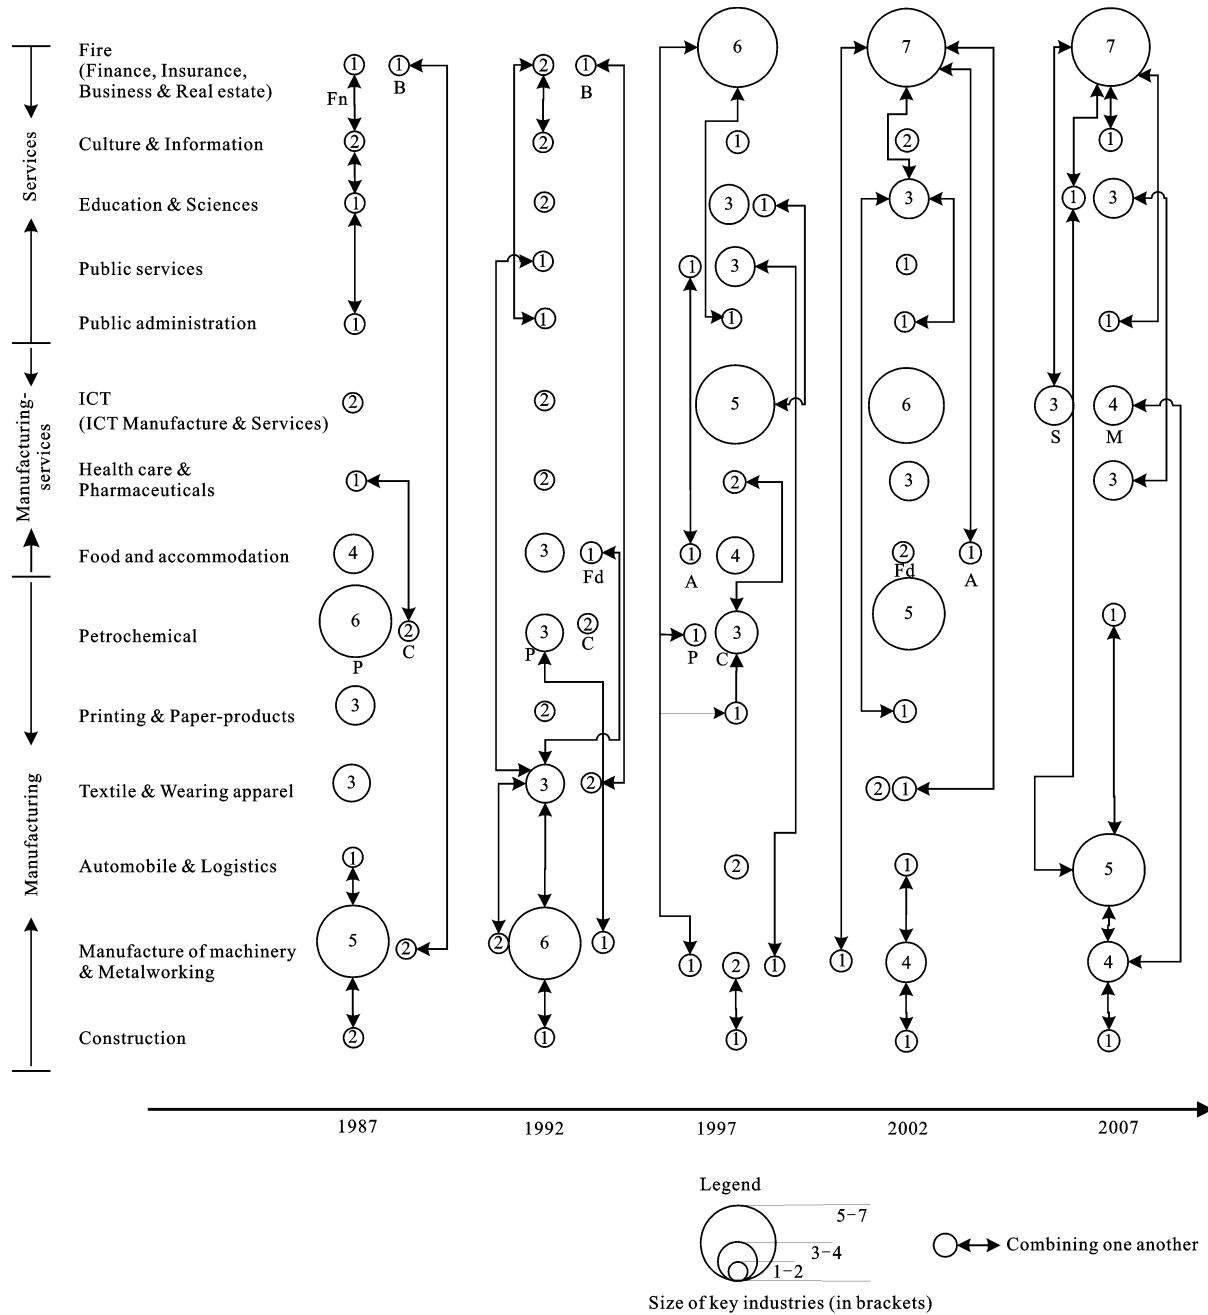 Services
Manufacturing-
services
Manufacturing
Fire
(Finance, Insurance,
Business & Real estate)
1 1 2 1 6 7 7
Fn B B
Culture & Information
2 2 1 2 1
Education & Sciences
1 2 3 1 3 1 3
Public services
1 1 3 1
Public administration
1 1 1 1 1
ICT
(ICT Manufacture & Services)
2 2 5 6 3 4
S M
Health care &
Pharmaceuticals
1 2 2 3 3
Food and accommodation
4 3 1 1 4 2 1
Fd A Fd A
Petrochemical
6 2 3 2 1 3 5 1
P C P C P C
Printing & Paper-products
3 2 1 1
Textile & Wearing apparel
3 3 2 2 1
Automobile & Logistics
1 2 1 5
Manufacture of machinery
& Metalworking
5 2 2 6 1 1 2 1 1 4 4
Construction
2 1 1 1 1
1987 1992 1997 2002 2007
Legend
5-7
3-4
1-2
Size of key industries (in brackets)
Combining one another